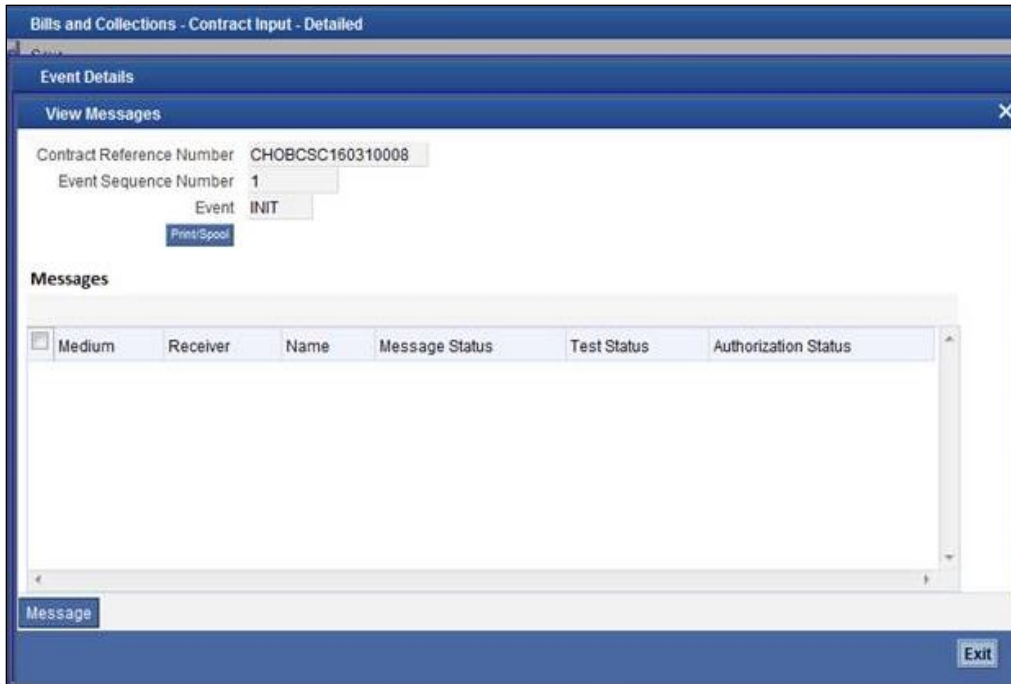 Bills and Collections - Contract Input - Detailed
Event Details
View Messages
Contract Reference Number CHOBCSC160310008
Event Sequence Number 1
Event INIT
Print/Spool
Messages
Medium Receiver Name Message Status Test Status Authorization Status
Message
Exit